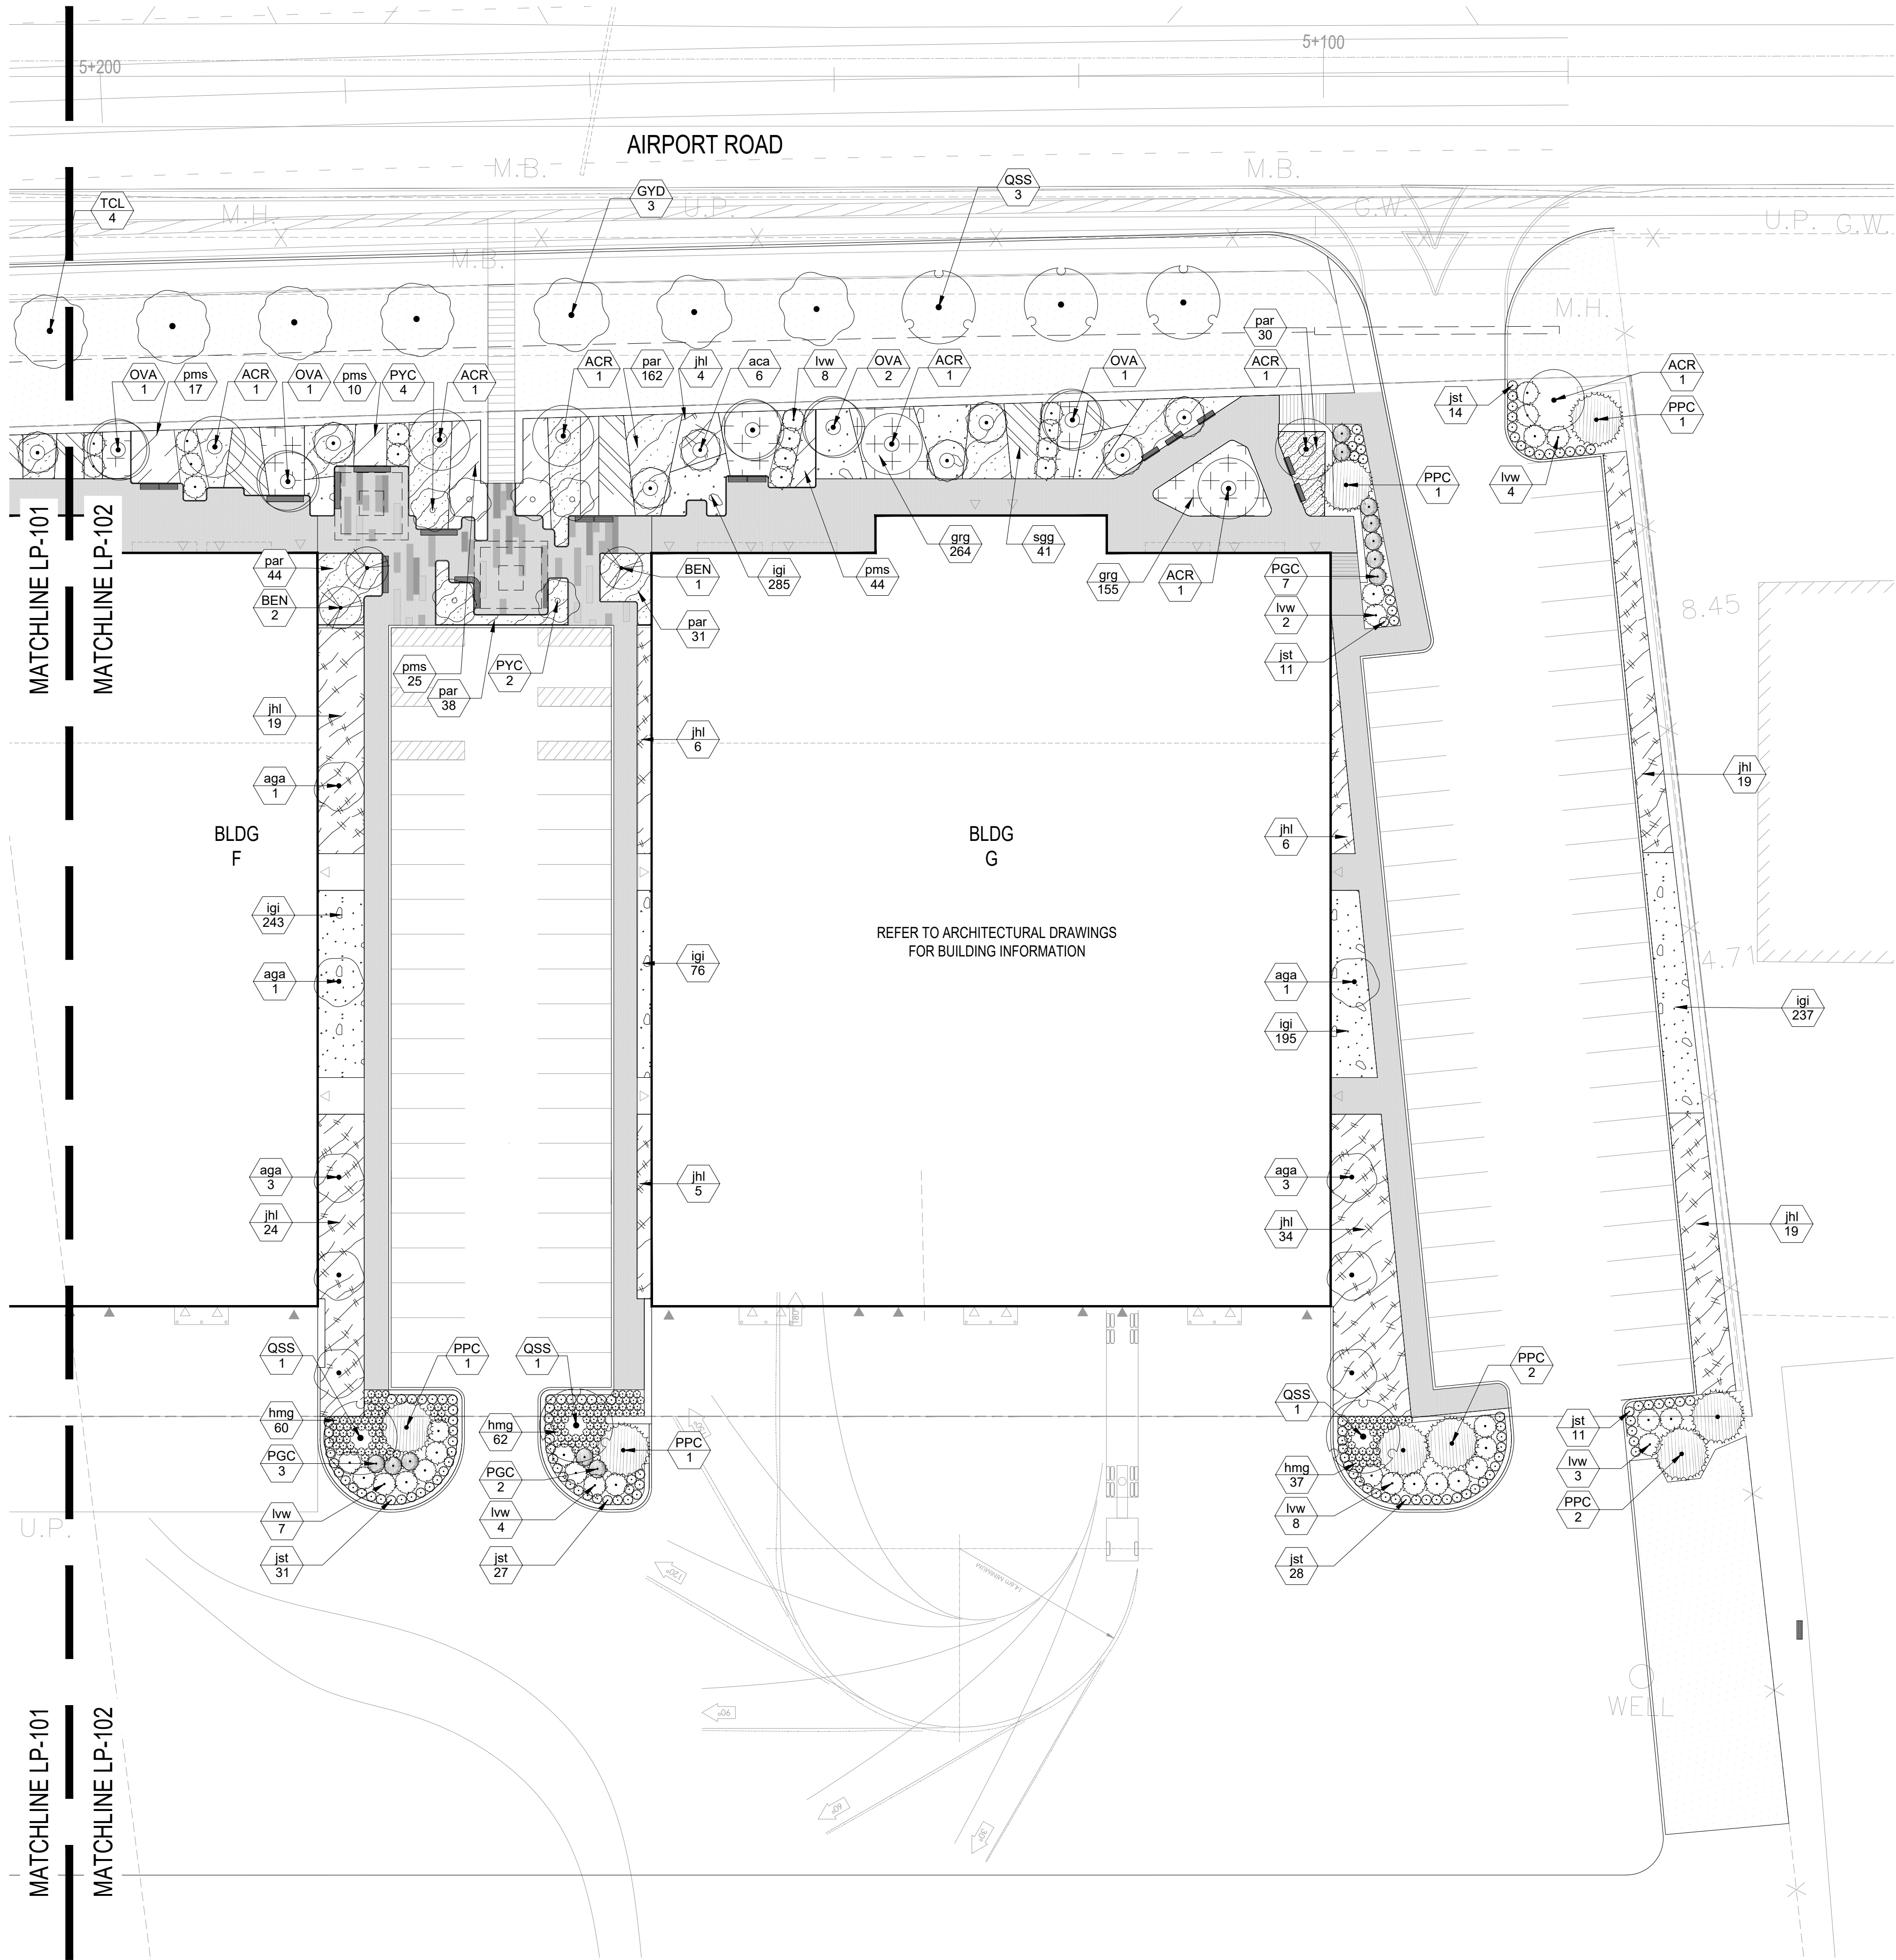 5+200
5+100
AIRPORT ROAD
M.B.
M.B.
TCL
4
GYD
3
QSS
3
M.H.
U.P.
G.W.
U.P.
G.W.
M.B.
M.H.
par
30
OVA
1
pms
17
ACR
1
OVA
1
pms
10
PYC
4
ACR
1
ACR
1
par
162
jhl
4
aca
6
lvw
8
OVA
2
ACR
1
OVA
1
ACR
1
ACR
1
jst
14
PPC
1
PPC
1
lvw
4
MATCHLINE LP-101
MATCHLINE LP-102
par
44
BEN
2
BEN
1
igi
285
pms
44
grg
264
sgg
41
grg
155
ACR
1
PGC
7
lvw
2
jst
11
par
31
pms
25
par
38
PYC
2
8.45
jhl
19
jhl
6
jhl
19
aga
1
BLDG
F
BLDG
G
jhl
6
igi
243
REFER TO ARCHITECTURAL DRAWINGS
FOR BUILDING INFORMATION
igi
76
4.71
aga
1
aga
1
igi
237
igi
195
aga
3
jhl
5
aga
3
jhl
24
jhl
34
jhl
19
QSS
1
PPC
1
QSS
1
PPC
2
QSS
1
hmg
60
hmg
62
PPC
1
jst
11
PGC
3
PGC
2
hmg
37
lvw
3
lvw
7
lvw
4
lvw
8
PPC
2
U.P.
jst
31
jst
27
jst
28
120°
14.6m MINIMUM
90°
60°
30°
WELL
MATCHLINE LP-101
MATCHLINE LP-102